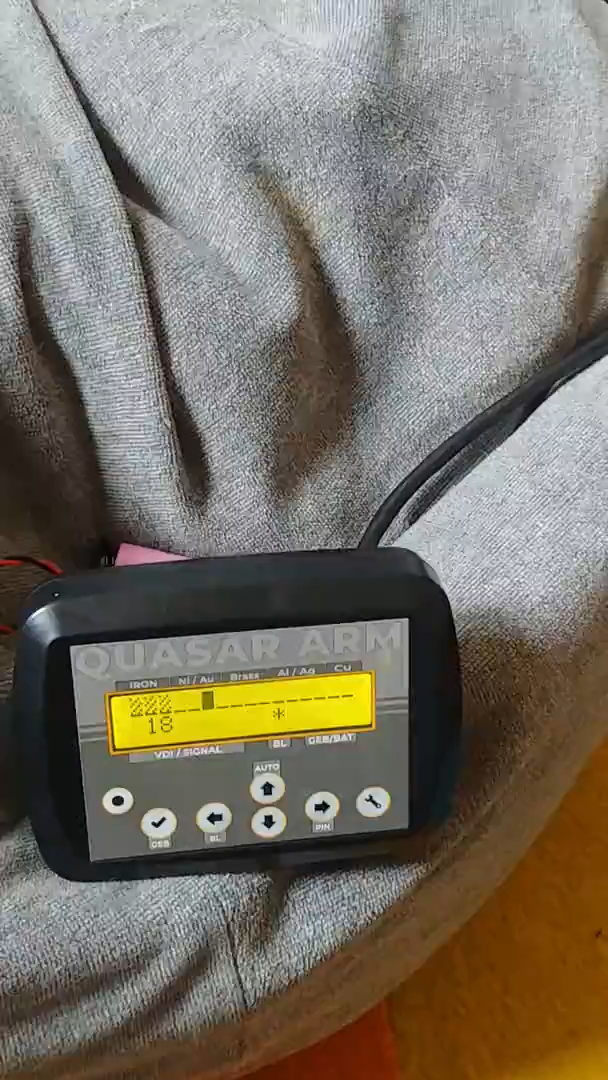 QUASAR ARM
IRON Ni / Au Brass Al / Ag Cu
18 *
VDI / SIGNAL BL GEB/BAT
AUTO
GEB BL PIN